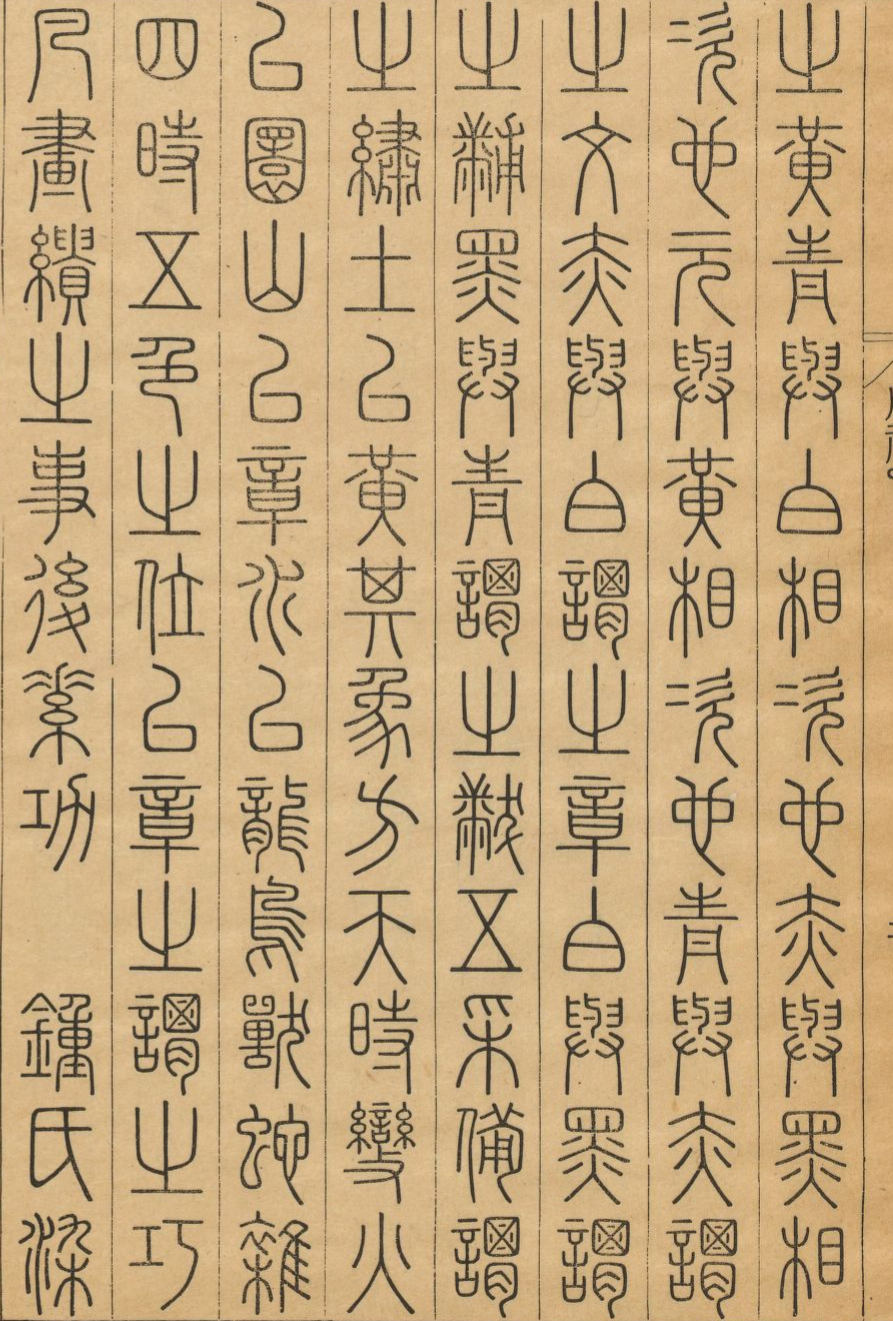 之黃青與白相次也赤與黑相
次也元與黃相次也青與赤謂
之文赤與白謂之章白與黑謂
之黼黑與青謂之黻五采備謂
之繡土以黃其象方天時變火
以圜山以章水以龍鳥獸蛇雜
四時五色之位以章之謂之巧
凡畫繢之事後素功　鍾氏染